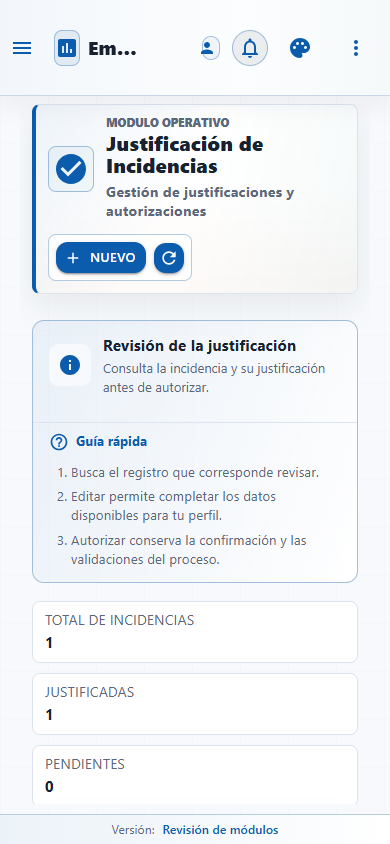 Em...
MODULO OPERATIVO
Justificación de
Incidencias
Gestión de justificaciones y
autorizaciones
NUEVO
Revisión de la justificación
Consulta la incidencia y su justificación
antes de autorizar.
Guía rápida
1. Busca el registro que corresponde revisar.
2. Editar permite completar los datos
disponibles para tu perfil.
3. Autorizar conserva la confirmación y las
validaciones del proceso.
TOTAL DE INCIDENCIAS
1
JUSTIFICADAS
1
PENDIENTES
0
Versión: Revisión de módulos